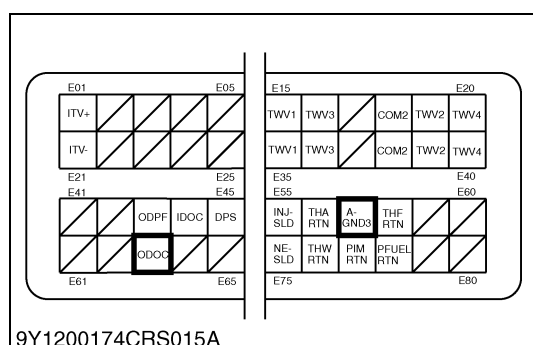 E01 E05 E15 E20
ITV+ TWV1 TWV3 COM2 TWV2 TWV4
ITV- TWV1 TWV3 COM2 TWV2 TWV4
E21 E25 E35 E40
E41 E45 E55 E60
ODPF IDOC DPS INJ-SLD THA RTN A-GND3 THF RTN
ODOC NE-SLD THW RTN PIM RTN PFUEL RTN
E61 E65 E75 E80
9Y1200174CRS015A